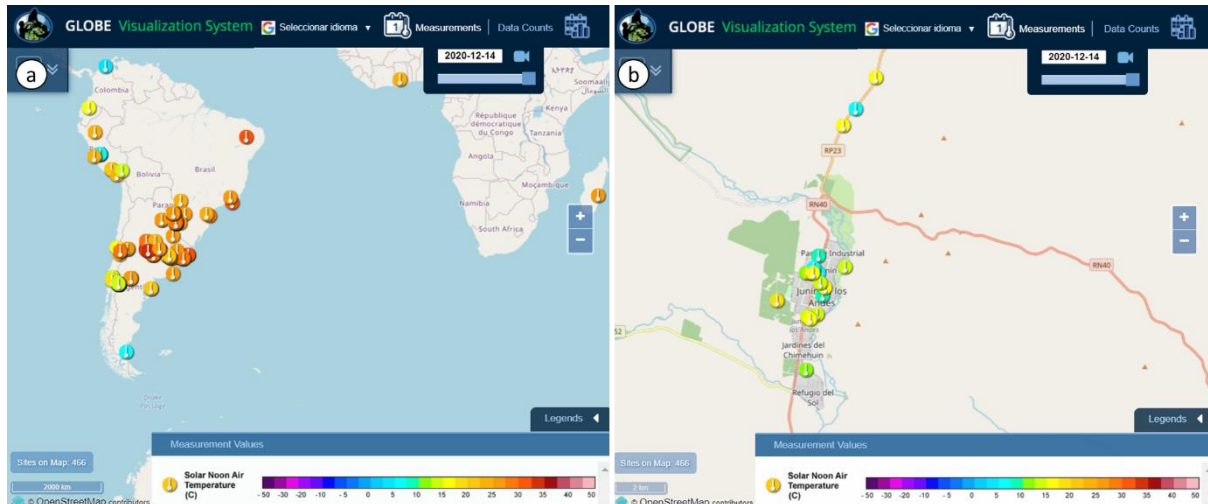 GLOBE Visualization System Seleccionar idioma Measurements Data Counts
2020-12-14
a
Colombia
Brasil
Bolivia
République
démocratique
du Congo
Kenya
Tanzania
Angola
Moçambique
Namibia
South Africa
Drake
Passage
+
−
Legends
Measurement Values
Sites on Map: 466
2000 km
Solar Noon Air
Temperature
(C)
-50 -30 -20 -10 -5 0 5 10 15 20 25 30 35 40 50
© OpenStreetMap contributors
GLOBE Visualization System Seleccionar idioma Measurements Data Counts
2020-12-14
b
RP23
RN40
RN40
52
Jardines del
Chimehuin
Refugio del
Sol
+
−
Legends
Measurement Values
Sites on Map: 466
2 km
Solar Noon Air
Temperature
(C)
-50 -30 -20 -10 -5 0 5 10 15 20 25 30 35 40 50
© OpenStreetMap contributors